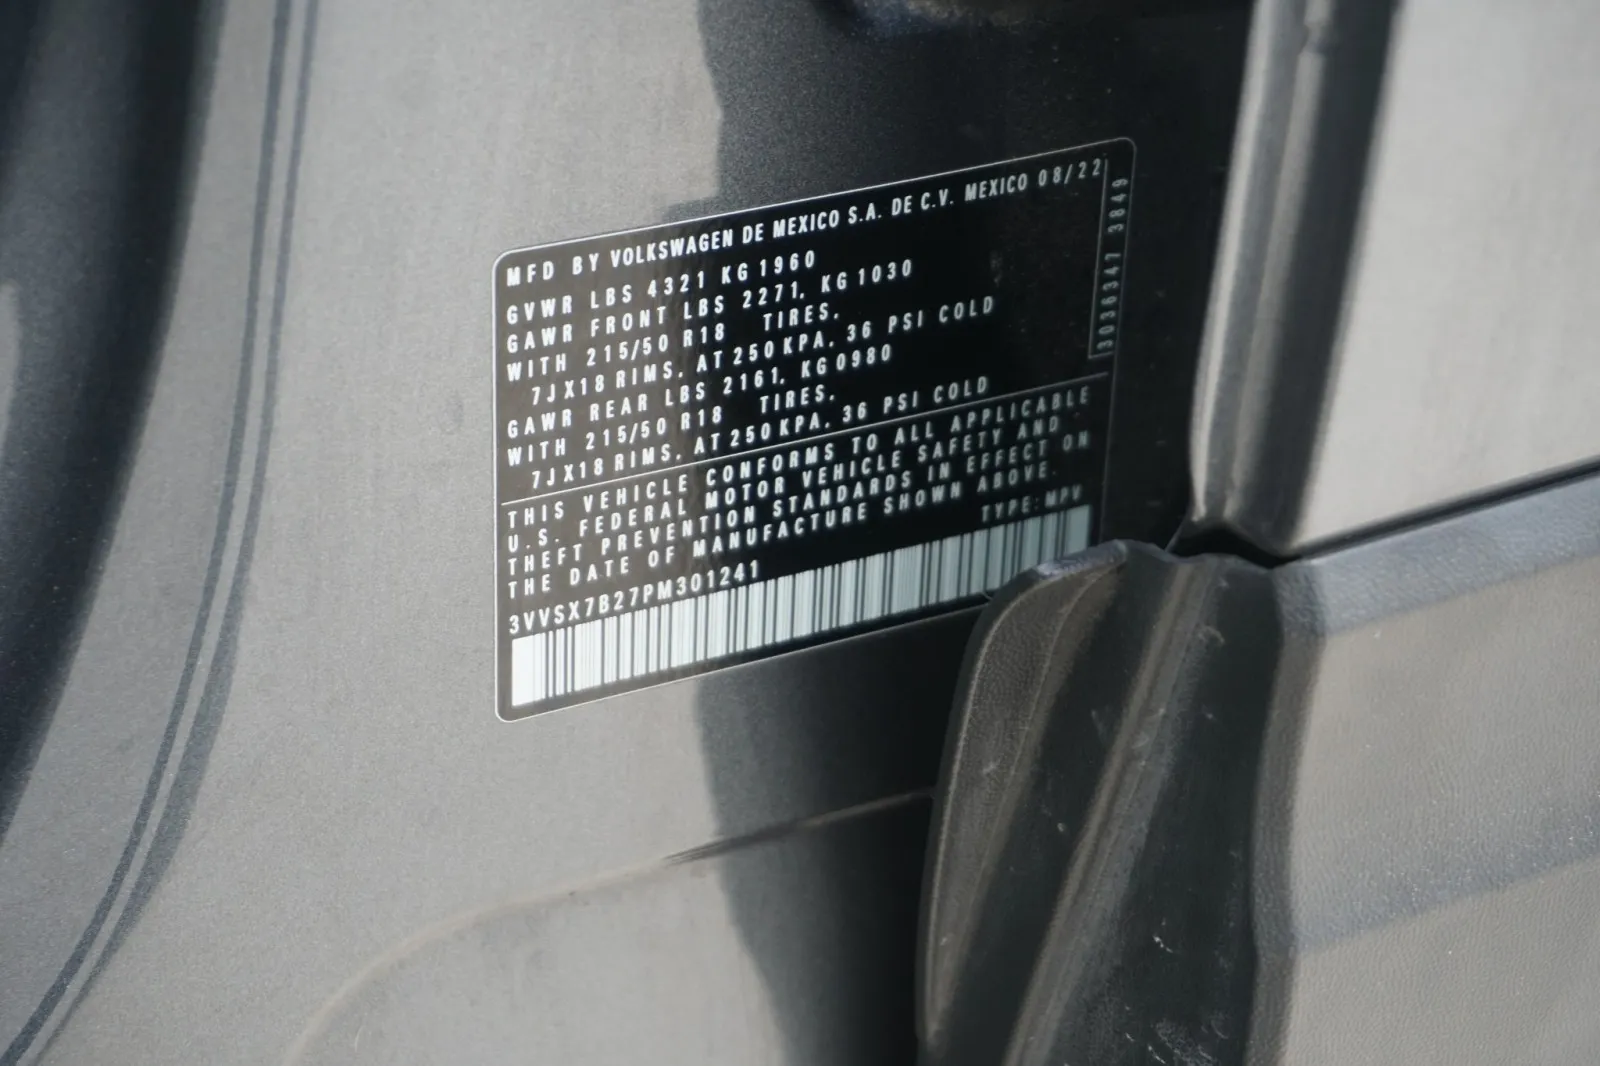 MFD BY VOLKSWAGEN DE MEXICO S.A. DE C.V. MEXICO 08/22
GVWR LBS 4321 KG 1960
GAWR FRONT LBS 2271, KG 1030
WITH 215/50 R18 TIRES,
7JX18 RIMS, AT 250 KPA, 36 PSI COLD
GAWR REAR LBS 2161, KG 0980
WITH 215/50 R18 TIRES,
7JX18 RIMS, AT 250 KPA, 36 PSI COLD
THIS VEHICLE CONFORMS TO ALL APPLICABLE
U.S. FEDERAL MOTOR VEHICLE SAFETY AND
THEFT PREVENTION STANDARDS IN EFFECT ON
THE DATE OF MANUFACTURE SHOWN ABOVE.
3VVSX7B27PM301241 TYPE: MPV
3036347 3849